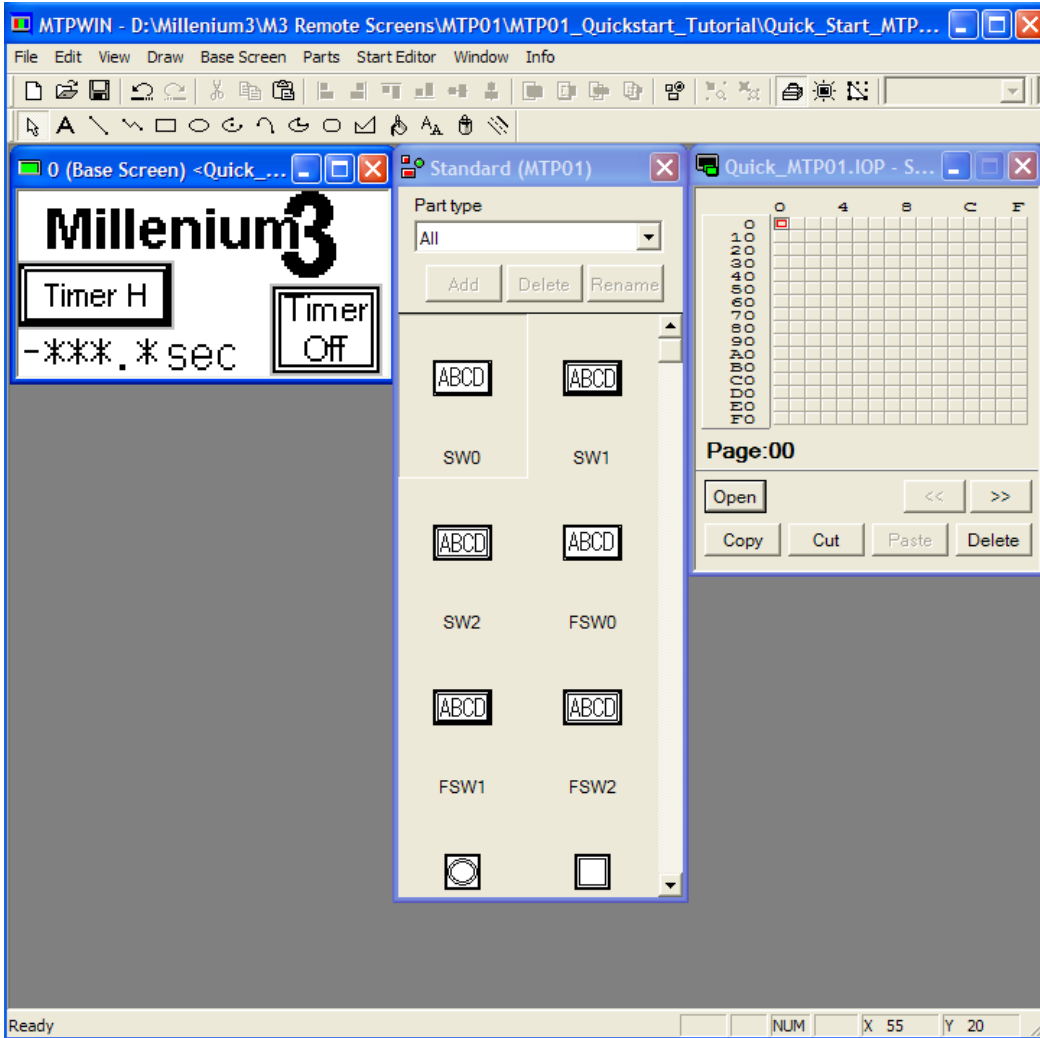 MTPWIN - D:\Millenium3\M3 Remote Screens\MTP01\MTP01_Quickstart_Tutorial\Quick_Start_MTP...
File Edit View Draw Base Screen Parts Start Editor Window Info
0 (Base Screen) <Quick_...
Millenium3
Timer H
Timer
Off
-***.*sec
Standard (MTP01)
Part type
All
Add Delete Rename
ABCD ABCD
SW0 SW1
ABCD ABCD
SW2 FSW0
ABCD ABCD
FSW1 FSW2
Quick_MTP01.IOP - S...
0 4 8 C F
0
10
20
30
40
50
60
70
80
90
A0
B0
C0
D0
E0
F0
Page:00
Open << >>
Copy Cut Paste Delete
Ready NUM X 55 Y 20